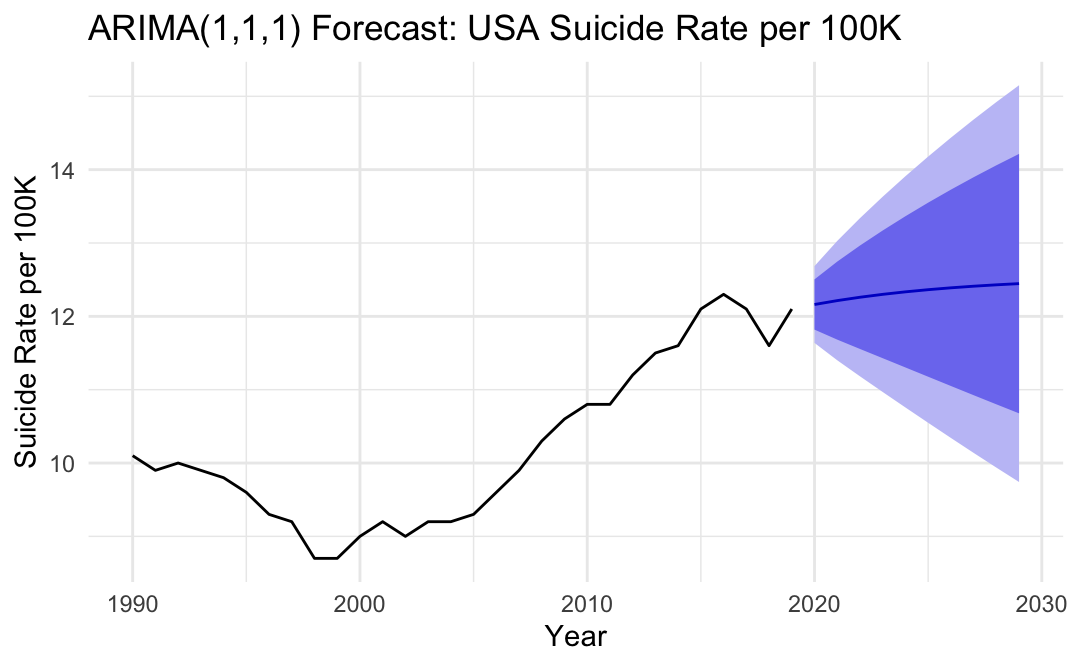 ARIMA(1,1,1) Forecast: USA Suicide Rate per 100K
Suicide Rate per 100K
14
12
10
1990 2000 2010 2020 2030
Year